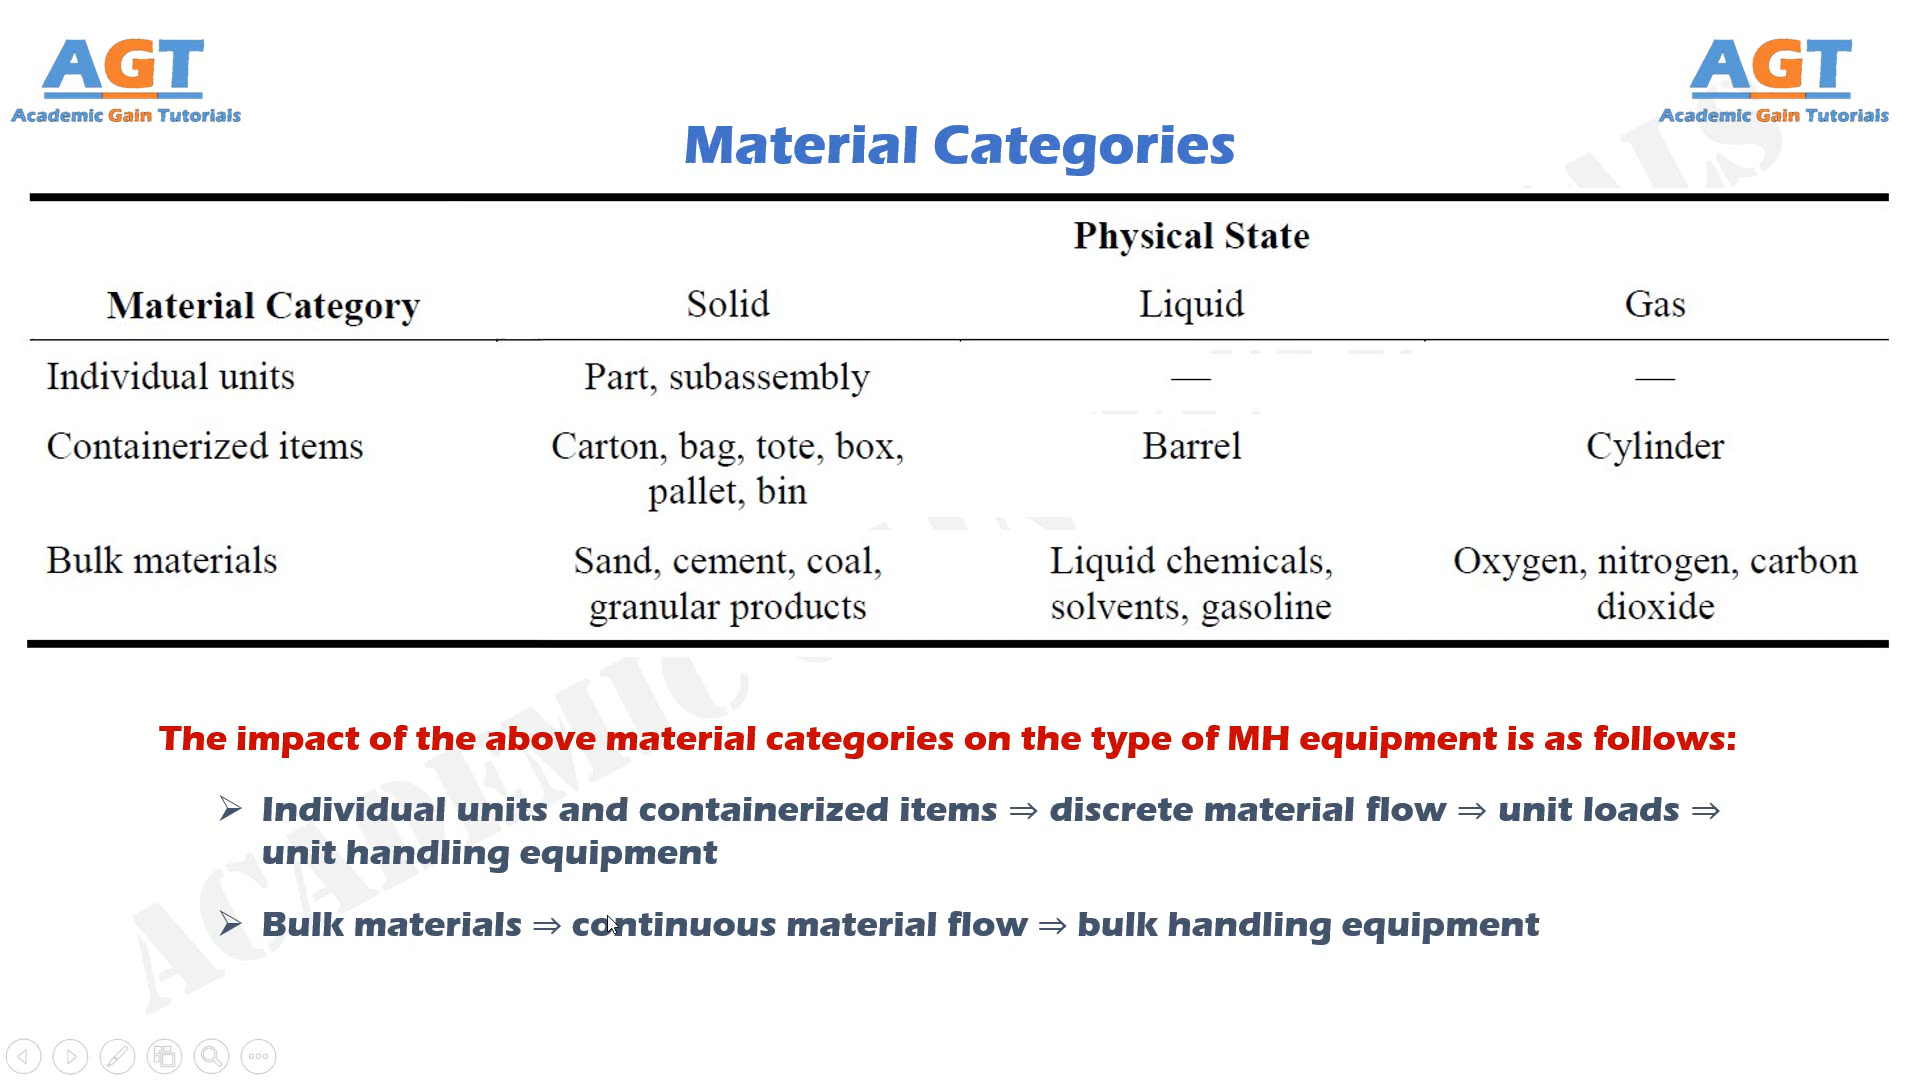 AGT
Academic Gain Tutorials
AGT
Academic Gain Tutorials
Material Categories
Physical State
Material Category Solid Liquid Gas
Individual units Part, subassembly — —
Containerized items Carton, bag, tote, box, Barrel Cylinder
pallet, bin
Bulk materials Sand, cement, coal, Liquid chemicals, Oxygen, nitrogen, carbon
granular products solvents, gasoline dioxide
The impact of the above material categories on the type of MH equipment is as follows:
➢ Individual units and containerized items ⇒ discrete material flow ⇒ unit loads ⇒
unit handling equipment
➢ Bulk materials ⇒ continuous material flow ⇒ bulk handling equipment
ACADEMIC